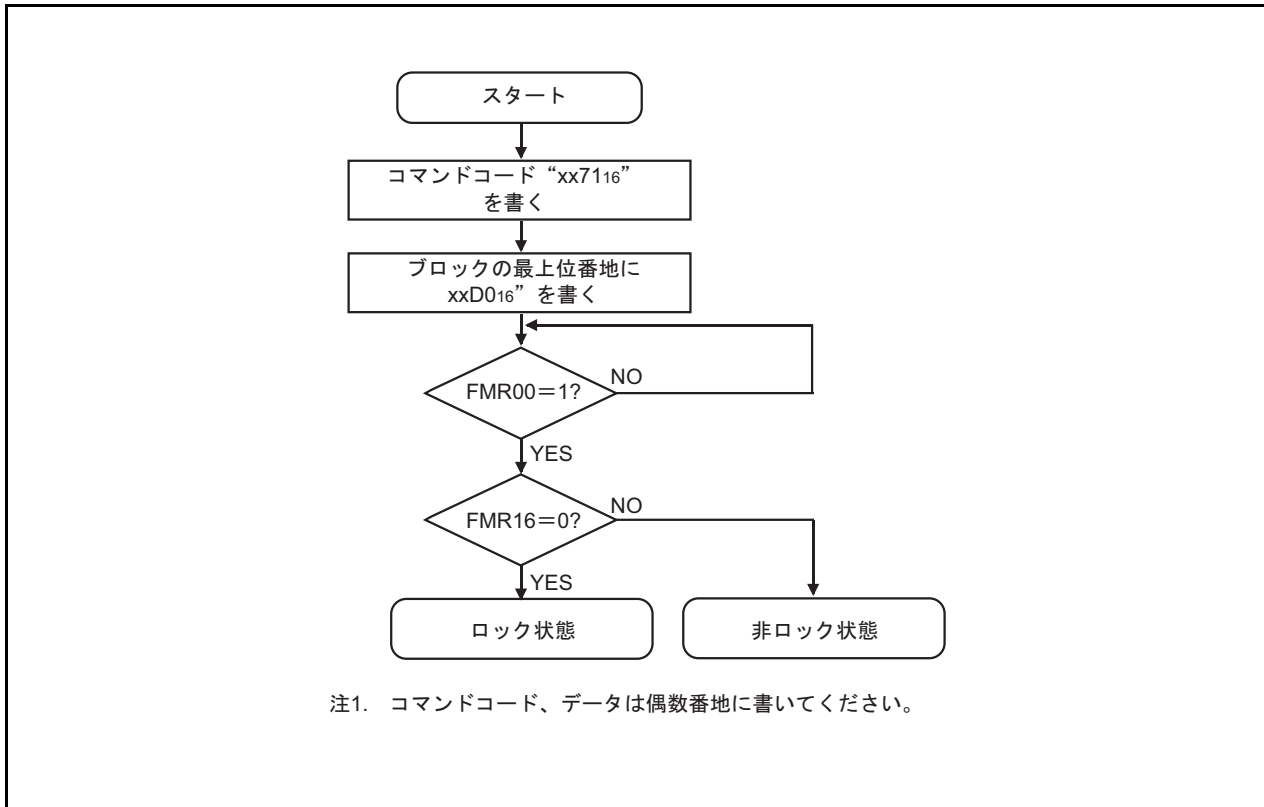 スタート
コマンドコード“xx7116”
を書く
ブロックの最上位番地に
xxD016”を書く
FMR00＝1?
NO
YES
FMR16＝0?
NO
YES
ロック状態
非ロック状態
注1. コマンドコード、データは偶数番地に書いてください。